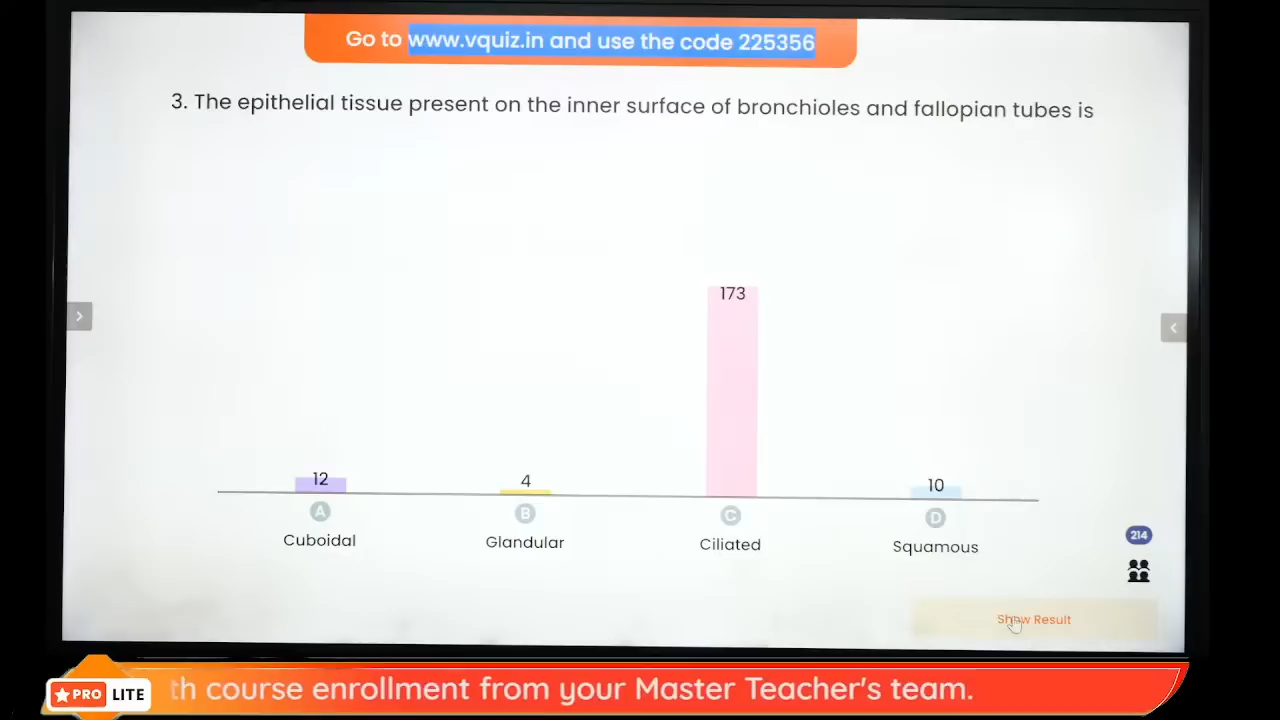 Go to www.vquiz.in and use the code 225356
3. The epithelial tissue present on the inner surface of bronchioles and fallopian tubes is
173
12
4
10
A
B
C
D
Cuboidal
Glandular
Ciliated
Squamous
214
Show Result
PRO LITE
th course enrollment from your Master Teacher's team.